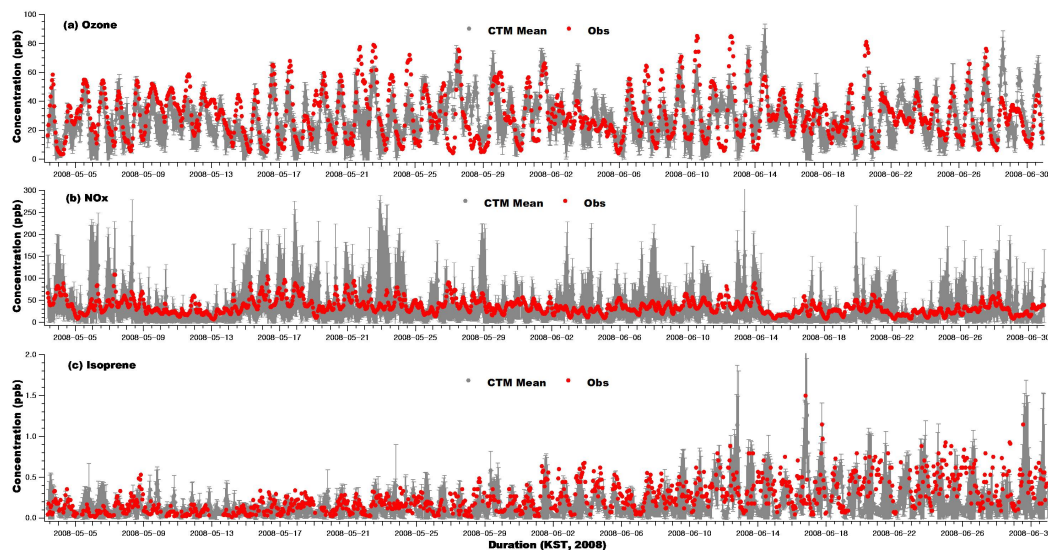 (a) Ozone
CTM Mean Obs
Concentration (ppb)
100
80
60
40
20
0
2008-05-05 2008-05-09 2008-05-13 2008-05-17 2008-05-21 2008-05-25 2008-05-29 2008-06-02 2008-06-06 2008-06-10 2008-06-14 2008-06-18 2008-06-22 2008-06-26 2008-06-30
(b) NOx
CTM Mean Obs
Concentration (ppb)
300
250
200
150
100
50
0
2008-05-05 2008-05-09 2008-05-13 2008-05-17 2008-05-21 2008-05-25 2008-05-29 2008-06-02 2008-06-06 2008-06-10 2008-06-14 2008-06-18 2008-06-22 2008-06-26 2008-06-30
(c) Isoprene
CTM Mean Obs
Concentration (ppb)
2.0
1.5
1.0
0.5
0.0
2008-05-05 2008-05-09 2008-05-13 2008-05-17 2008-05-21 2008-05-25 2008-05-29 2008-06-02 2008-06-06 2008-06-10 2008-06-14 2008-06-18 2008-06-22 2008-06-26 2008-06-30
Duration (KST, 2008)